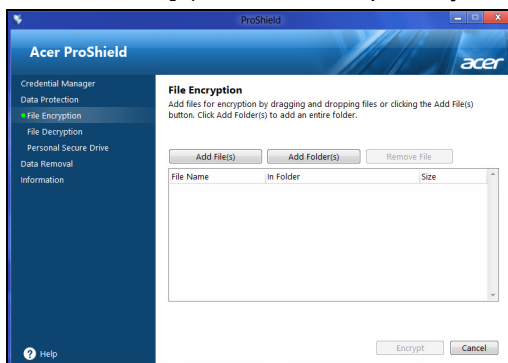 ProShield
Acer ProShield
acer
Credential Manager
Data Protection
File Encryption
File Decryption
Personal Secure Drive
Data Removal
Information
File Encryption
Add files for encryption by dragging and dropping files or clicking the Add File(s)
button. Click Add Folder(s) to add an entire folder.
Add File(s) Add Folder(s) Remove File
File Name In Folder Size
Encrypt Cancel
? Help